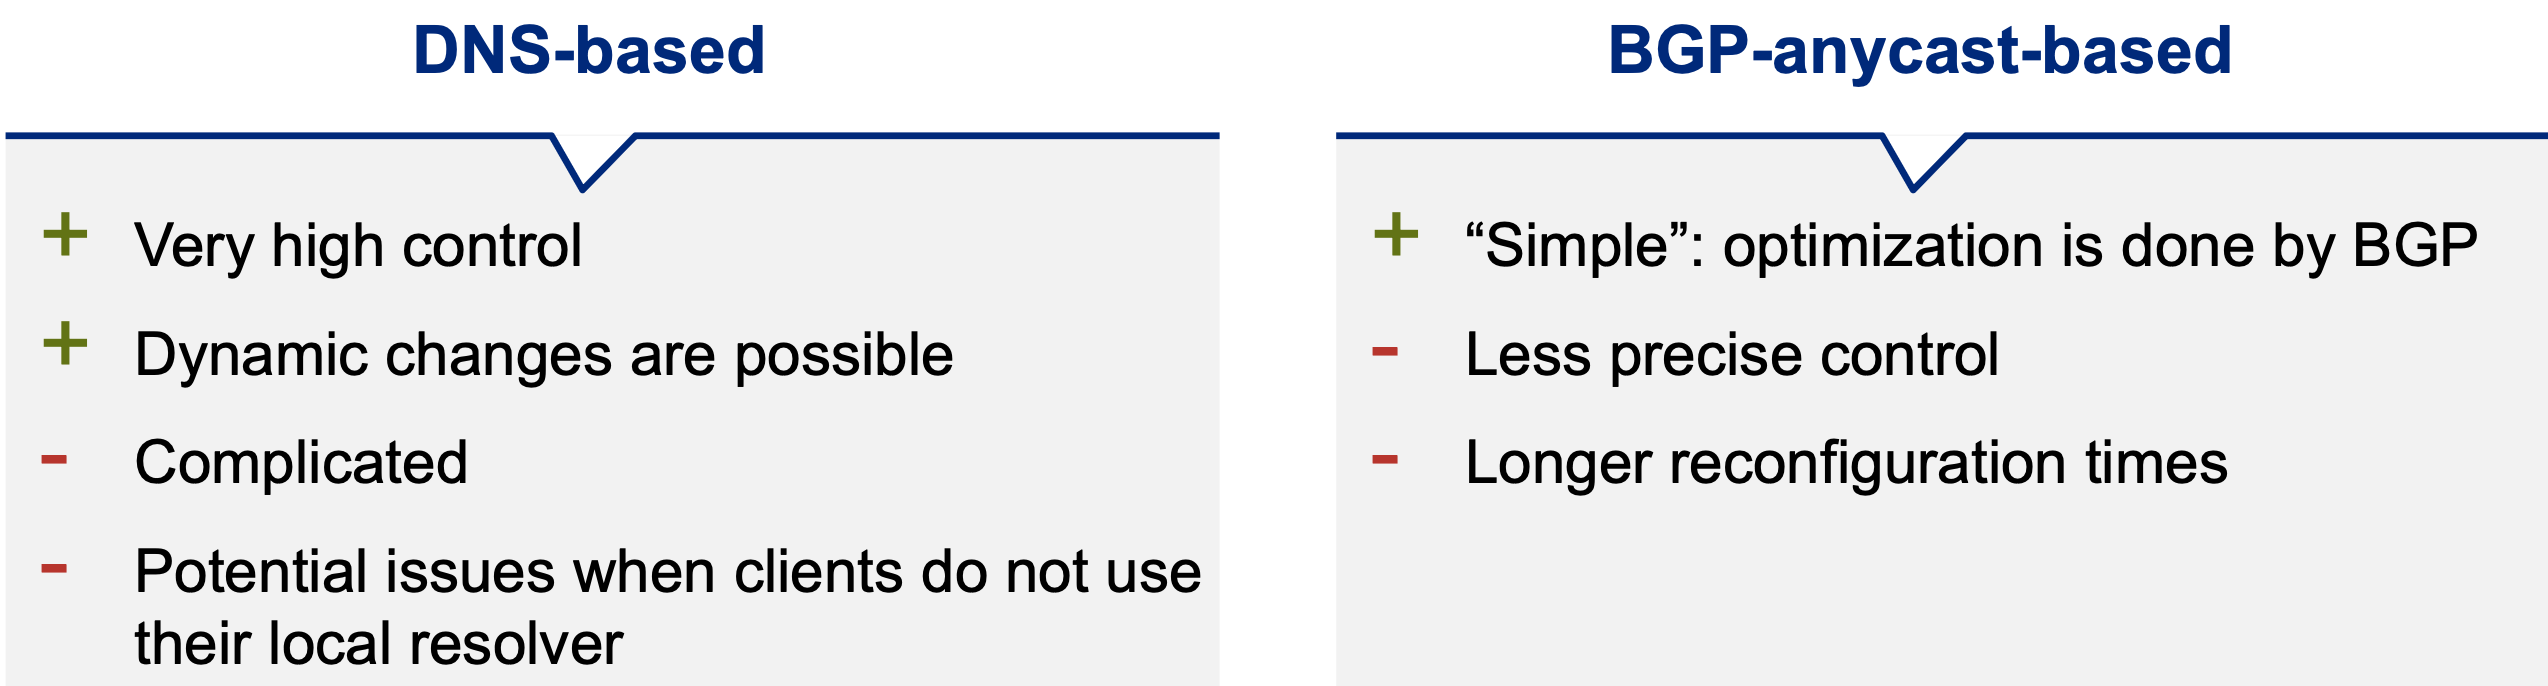 DNS-based
+ Very high control
+ Dynamic changes are possible
- Complicated
- Potential issues when clients do not use
their local resolver
BGP-anycast-based
+ “Simple”: optimization is done by BGP
- Less precise control
- Longer reconfiguration times